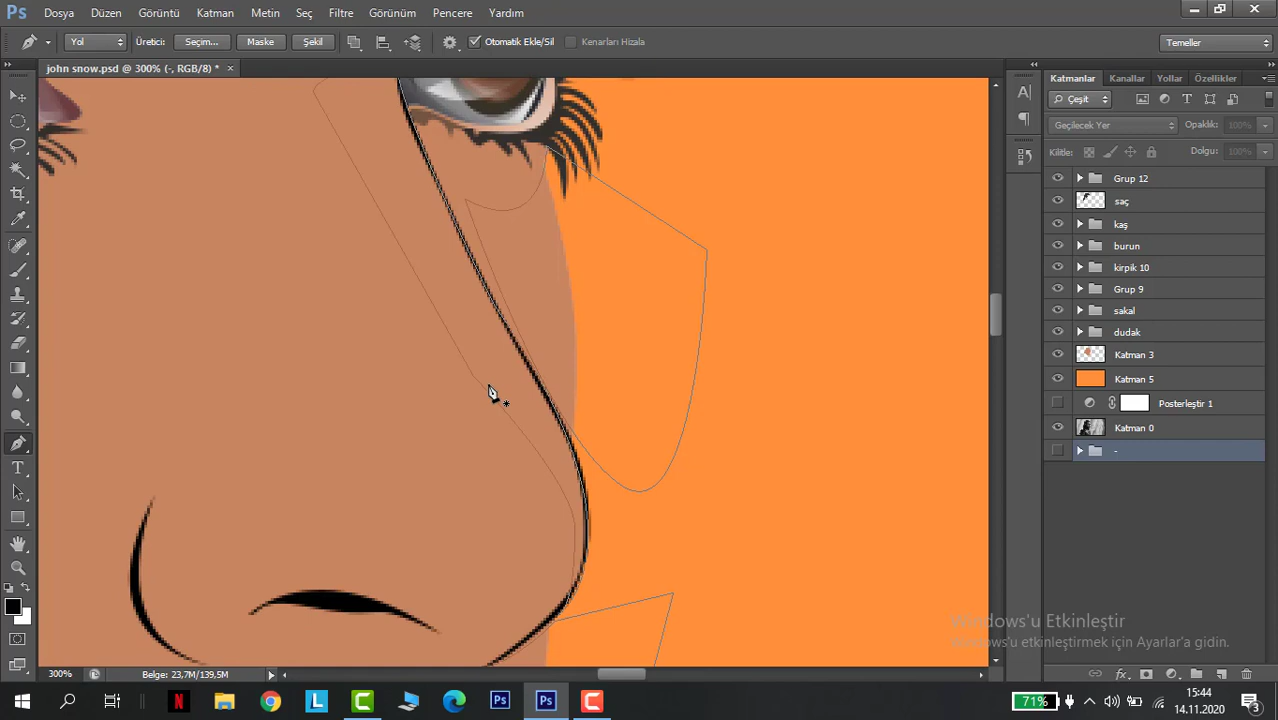 Ps Dosya Düzen Görüntü Katman Metin Seç Filtre Görünüm Pencere Yardım
Yol Üretici: Seçim... Maske Şekil Otomatik Ekle/Sil Kenarları Hizala Temeller
john snow.psd @ 300% (-, RGB/8) * ×
Katmanlar Kanallar Yollar Özellikler
Çeşit
Geçilecek Yer Opaklık: 100%
Kilitle: Dolgu: 100%
Grup 12
saç
kaş
burun
kirpik 10
Grup 9
sakal
dudak
Katman 3
Katman 5
Posterleştir 1
Katman 0
-
Windows'u Etkinleştir
Windows'u etkinleştirmek için Ayarlar'a gidin.
300% Belge: 23,7M/139,5M
71% 15:44
14.11.2020